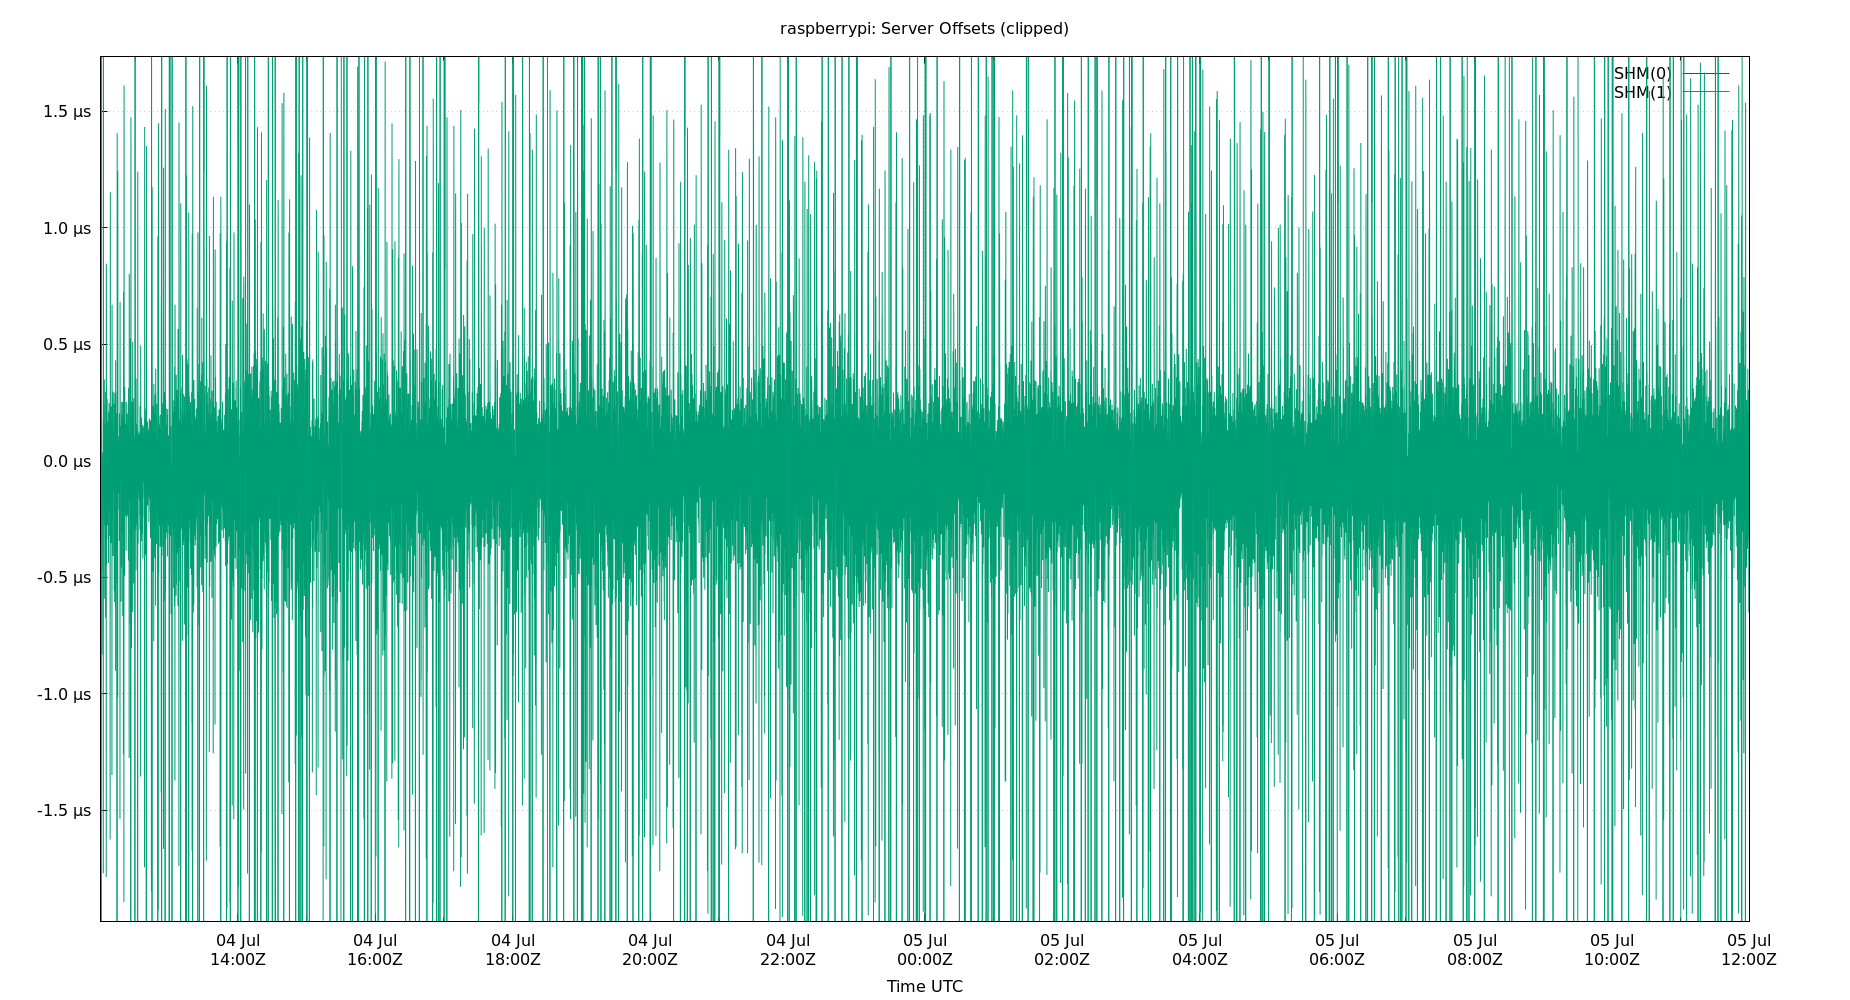 raspberrypi: Server Offsets (clipped)
SHM(0)
SHM(1)
1.5 µs
1.0 µs
0.5 µs
0.0 µs
-0.5 µs
-1.0 µs
-1.5 µs
04 Jul 04 Jul 04 Jul 04 Jul 04 Jul 05 Jul 05 Jul 05 Jul 05 Jul 05 Jul 05 Jul 05 Jul
14:00Z 16:00Z 18:00Z 20:00Z 22:00Z 00:00Z 02:00Z 04:00Z 06:00Z 08:00Z 10:00Z 12:00Z
Time UTC